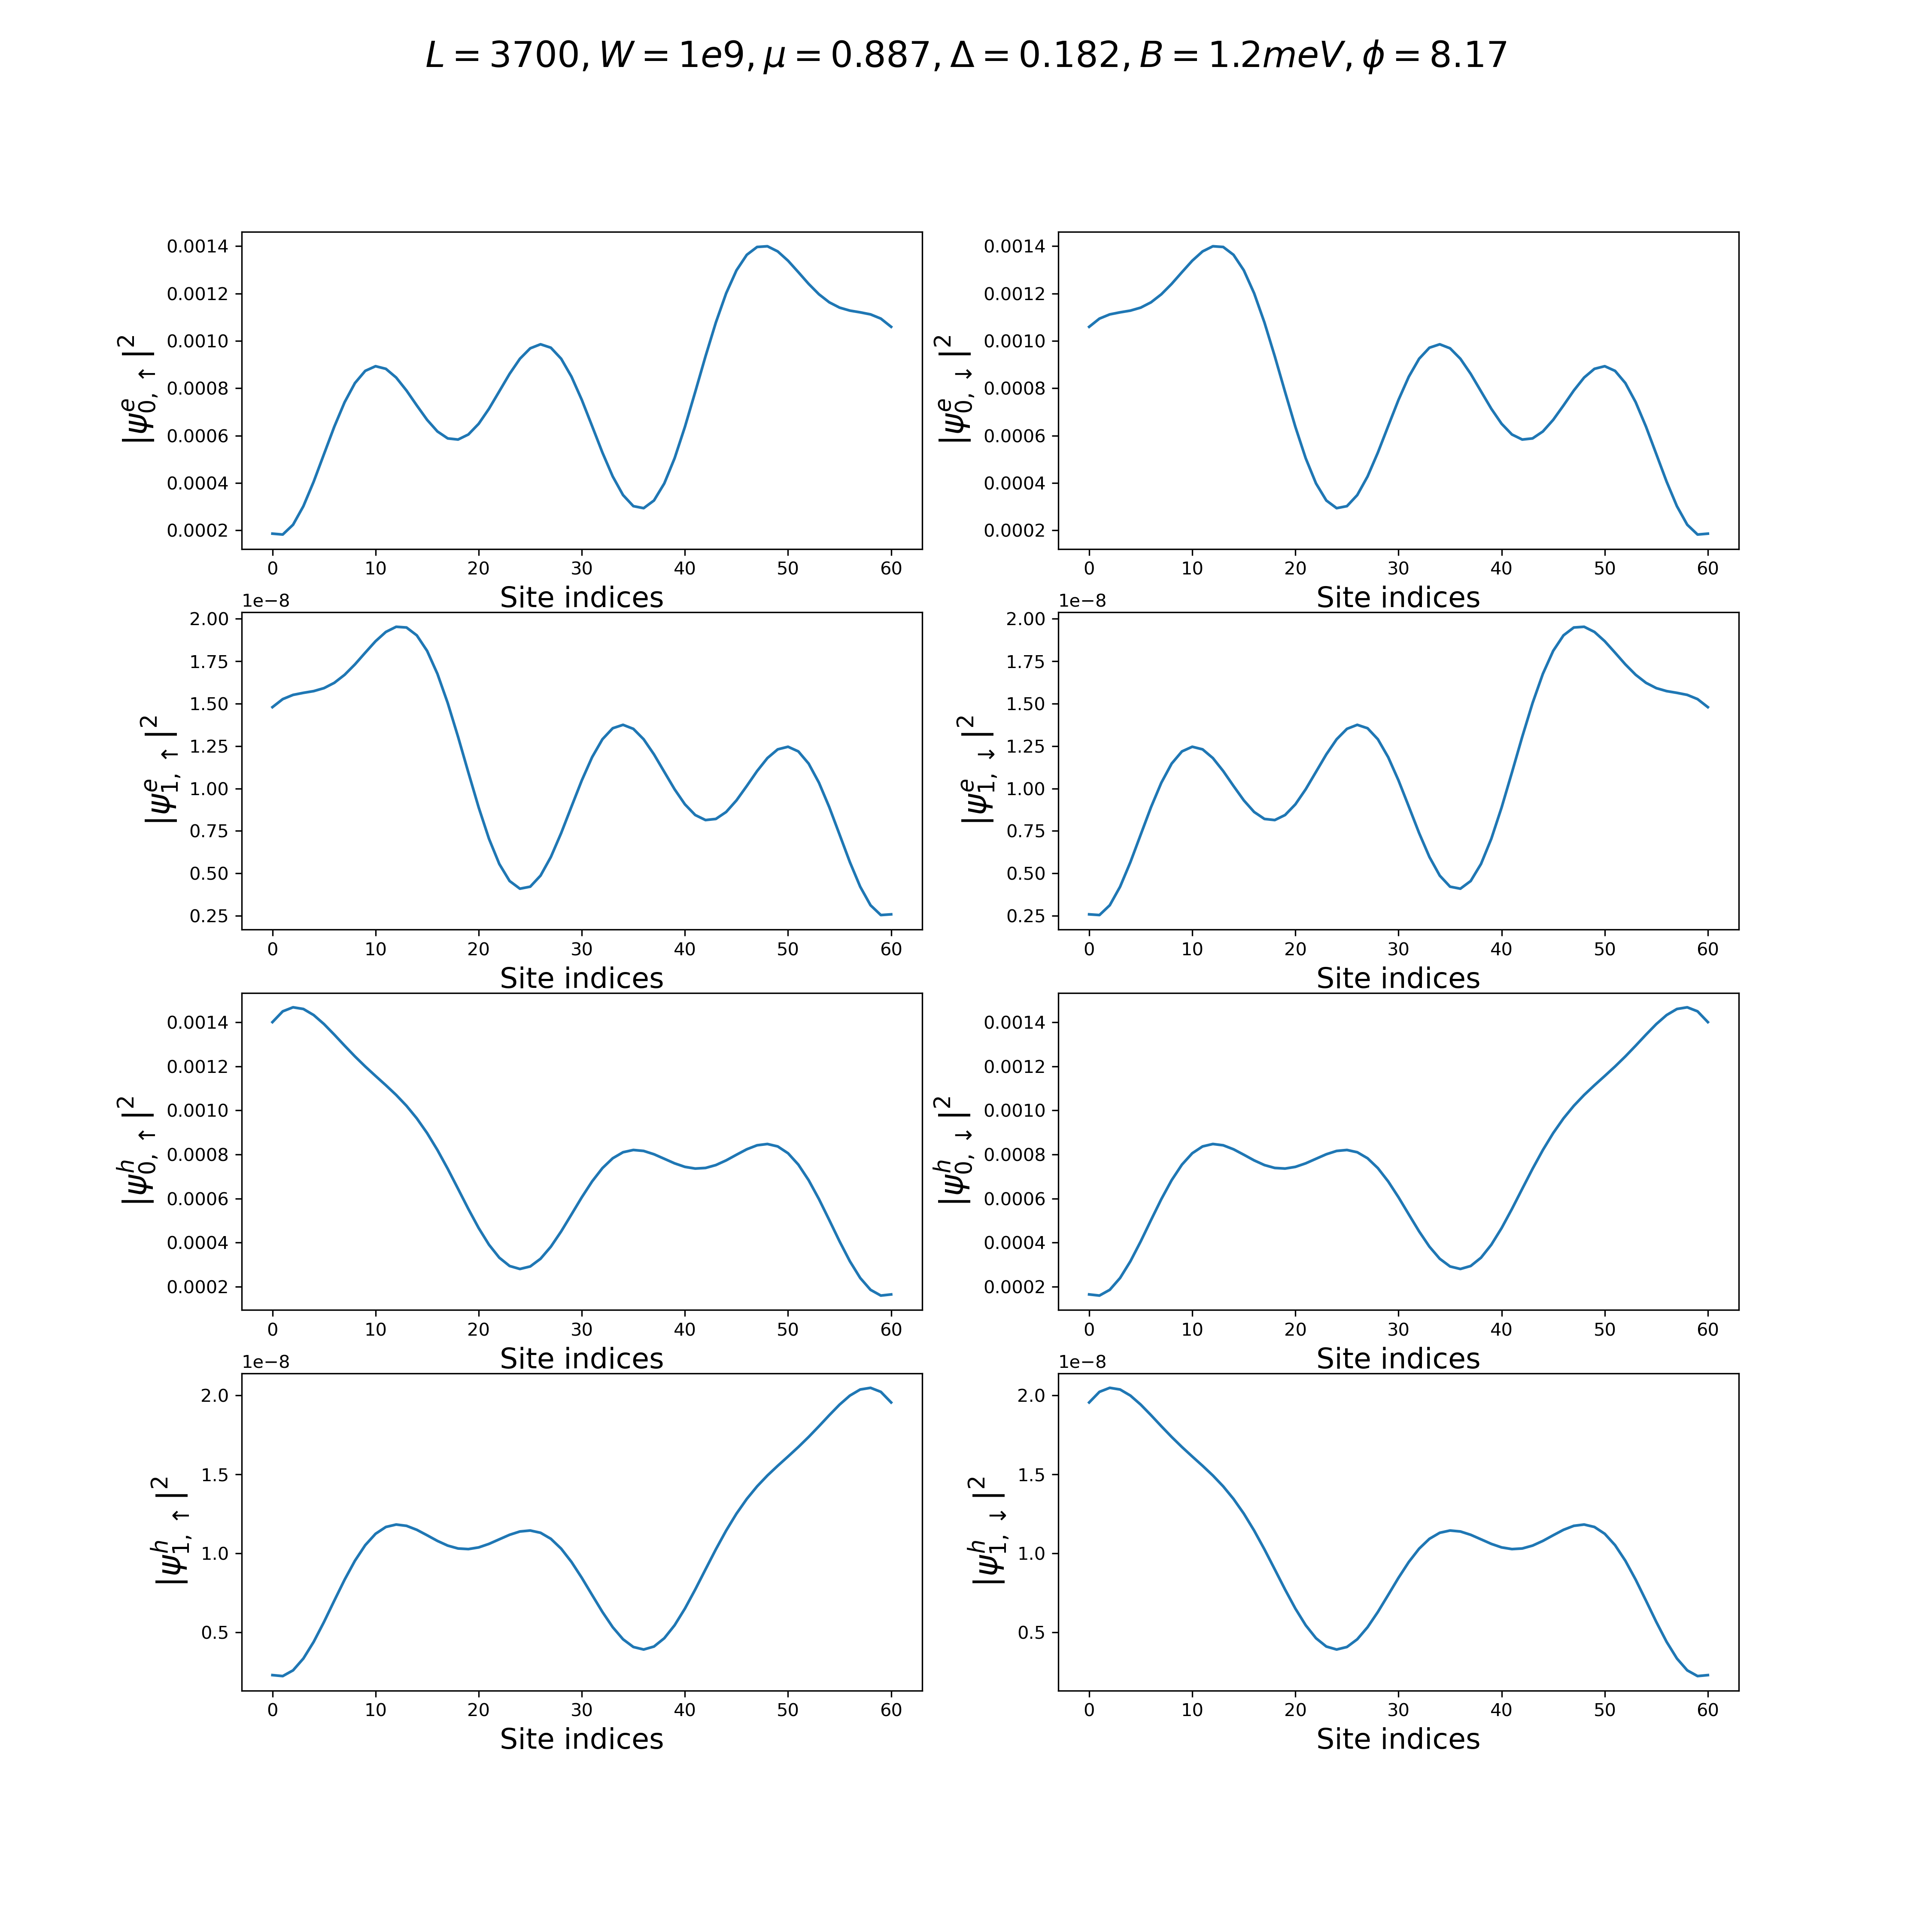 L = 3700, W = 1e9, μ = 0.887, Δ = 0.182, B = 1.2meV, ϕ = 8.17
|ψ^e_{0, ↑}|^2
0.0014
0.0012
0.0010
0.0008
0.0006
0.0004
0.0002
0 10 20 30 40 50 60
Site indices
|ψ^e_{0, ↓}|^2
0.0014
0.0012
0.0010
0.0008
0.0006
0.0004
0.0002
0 10 20 30 40 50 60
Site indices
1e−8
|ψ^e_{1, ↑}|^2
2.00
1.75
1.50
1.25
1.00
0.75
0.50
0.25
0 10 20 30 40 50 60
Site indices
1e−8
|ψ^e_{1, ↓}|^2
2.00
1.75
1.50
1.25
1.00
0.75
0.50
0.25
0 10 20 30 40 50 60
Site indices
|ψ^h_{0, ↑}|^2
0.0014
0.0012
0.0010
0.0008
0.0006
0.0004
0.0002
0 10 20 30 40 50 60
Site indices
|ψ^h_{0, ↓}|^2
0.0014
0.0012
0.0010
0.0008
0.0006
0.0004
0.0002
0 10 20 30 40 50 60
Site indices
1e−8
|ψ^h_{1, ↑}|^2
2.0
1.5
1.0
0.5
0 10 20 30 40 50 60
Site indices
1e−8
|ψ^h_{1, ↓}|^2
2.0
1.5
1.0
0.5
0 10 20 30 40 50 60
Site indices